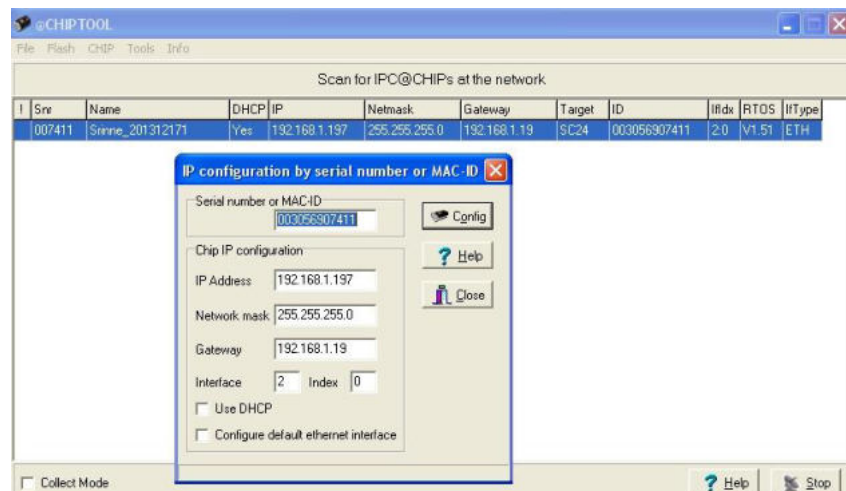 @CHIPTOOL
File Flash CHIP Tools Info
Scan for IPC@CHIPs at the network
! Snr Name DHCP IP Netmask Gateway Target ID IfIdx RTOS IfType
007411 Srinne_201312171 Yes 192.168.1.197 255.255.255.0 192.168.1.19 SC24 003056907411 2.0 V1.51 ETH
IP configuration by serial number or MAC-ID
Serial number or MAC-ID
003056907411
Config
Chip IP configuration
Help
IP Address 192.168.1.197
Close
Network mask 255.255.255.0
Gateway 192.168.1.19
Interface 2 Index 0
Use DHCP
Configure default ethernet interface
Collect Mode
Help
Stop